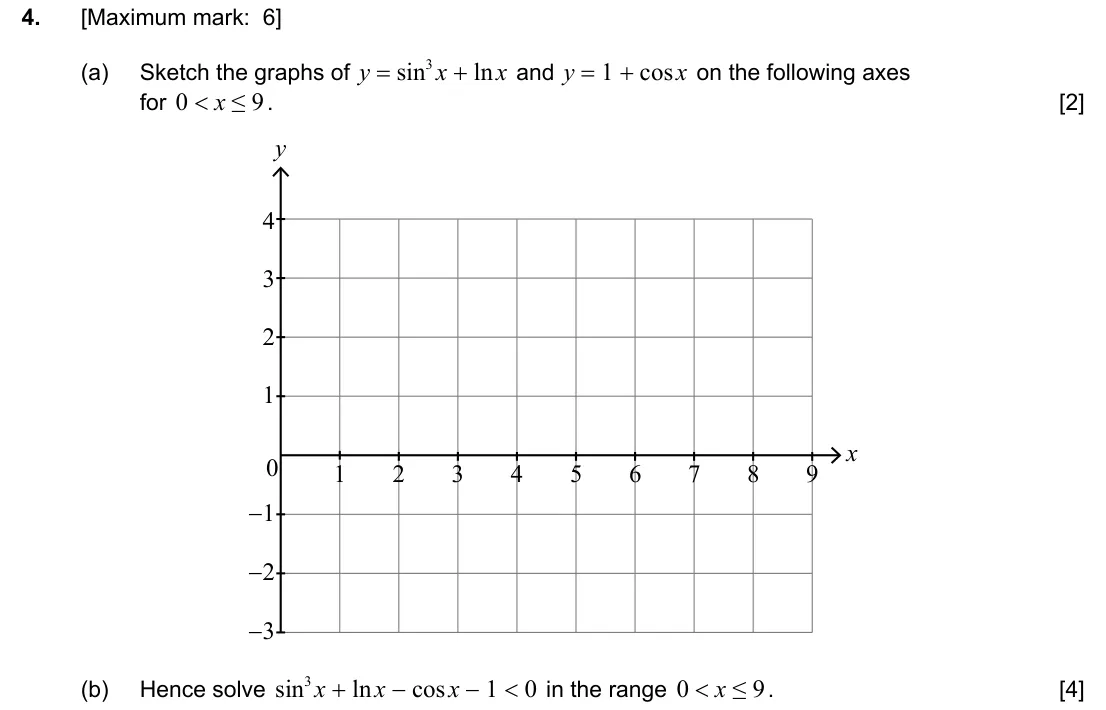 4. [Maximum mark: 6]
(a) Sketch the graphs of y = sin³x + ln x and y = 1 + cos x on the following axes
for 0 < x ≤ 9. [2]
y
4
3
2
1
0 1 2 3 4 5 6 7 8 9 x
−1
−2
−3
(b) Hence solve sin³x + ln x − cos x − 1 < 0 in the range 0 < x ≤ 9. [4]